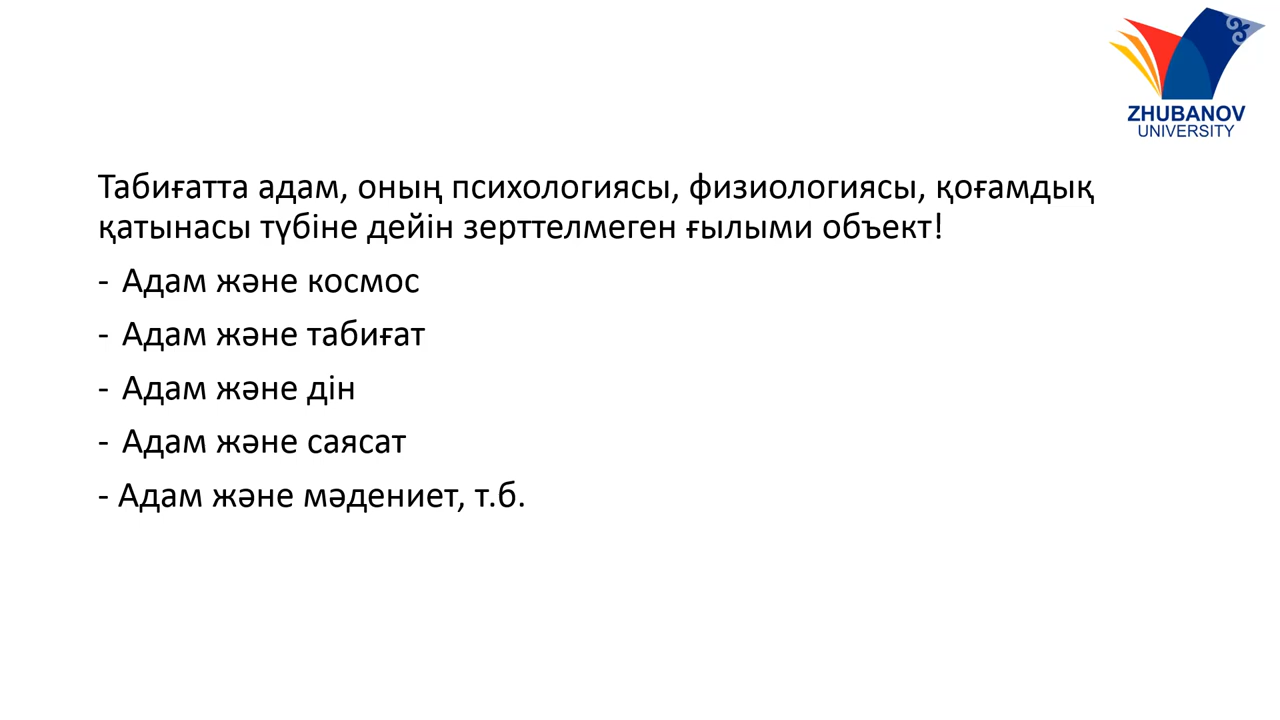 ZHUBANOV
UNIVERSITY
Табиғатта адам, оның психологиясы, физиологиясы, қоғамдық
қатынасы түбіне дейін зерттелмеген ғылыми объект!
- Адам және космос
- Адам және табиғат
- Адам және дін
- Адам және саясат
- Адам және мәдениет, т.б.